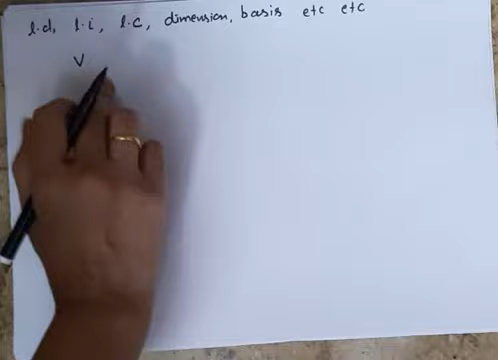 l.d, l.i, l.c, dimension, basis etc etc
V